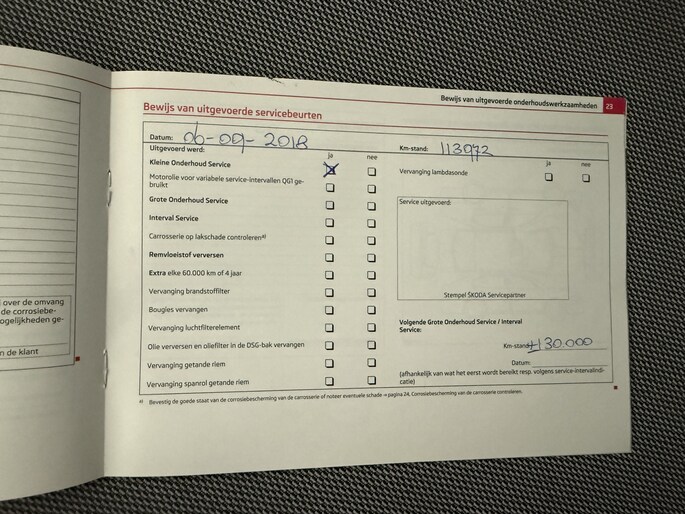 Bewijs van uitgevoerde onderhoudswerkzaamheden 23
Bewijs van uitgevoerde servicebeurten
Datum: 06-09-2018
Km-stand: 113972
Uitgevoerd werd: ja nee
ja nee
Kleine Onderhoud Service
Motorolie voor variabele service-intervallen QG1 ge-
bruikt
Grote Onderhoud Service
Interval Service
Carrosserie op lakschade controleren a)
Remvloeistof verversen
Extra elke 60.000 km of 4 jaar
Vervanging brandstoffilter
Bougies vervangen
Vervanging luchtfilterelement
Olie verversen en oliefilter in de DSG-bak vervangen
Vervanging getande riem
Vervanging spanrol getande riem
Vervanging lambdasonde
Service uitgevoerd:
Stempel ŠKODA Servicepartner
Volgende Grote Onderhoud Service / Interval
Service:
Km-stand: ±130.000
Datum:
(afhankelijk van wat het eerst wordt bereikt resp. volgens service-intervalindi-
catie)
a) Bevestig de goede staat van de corrosiebescherming van de carrosserie of noteer eventuele schade ⇒ pagina 24, Corrosiebescherming van de carrosserie controleren.
over de omvang
de corrosiebe-
ogelijkheden ge-
n de klant